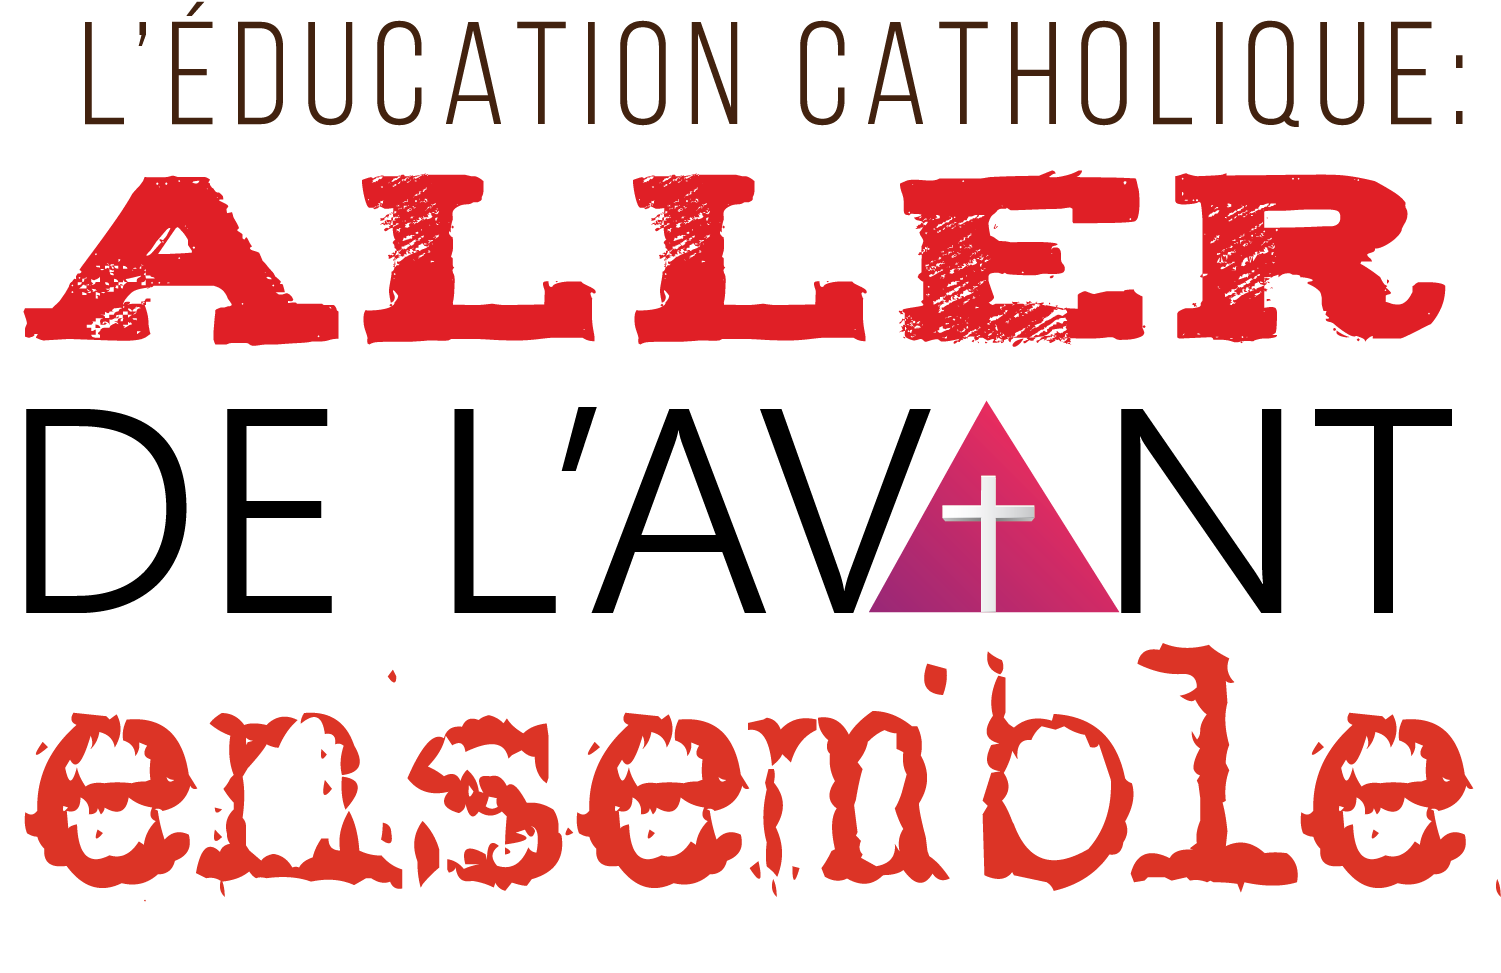 L'ÉDUCATION CATHOLIQUE:
ALLER
DE L'AVANT
ensemble